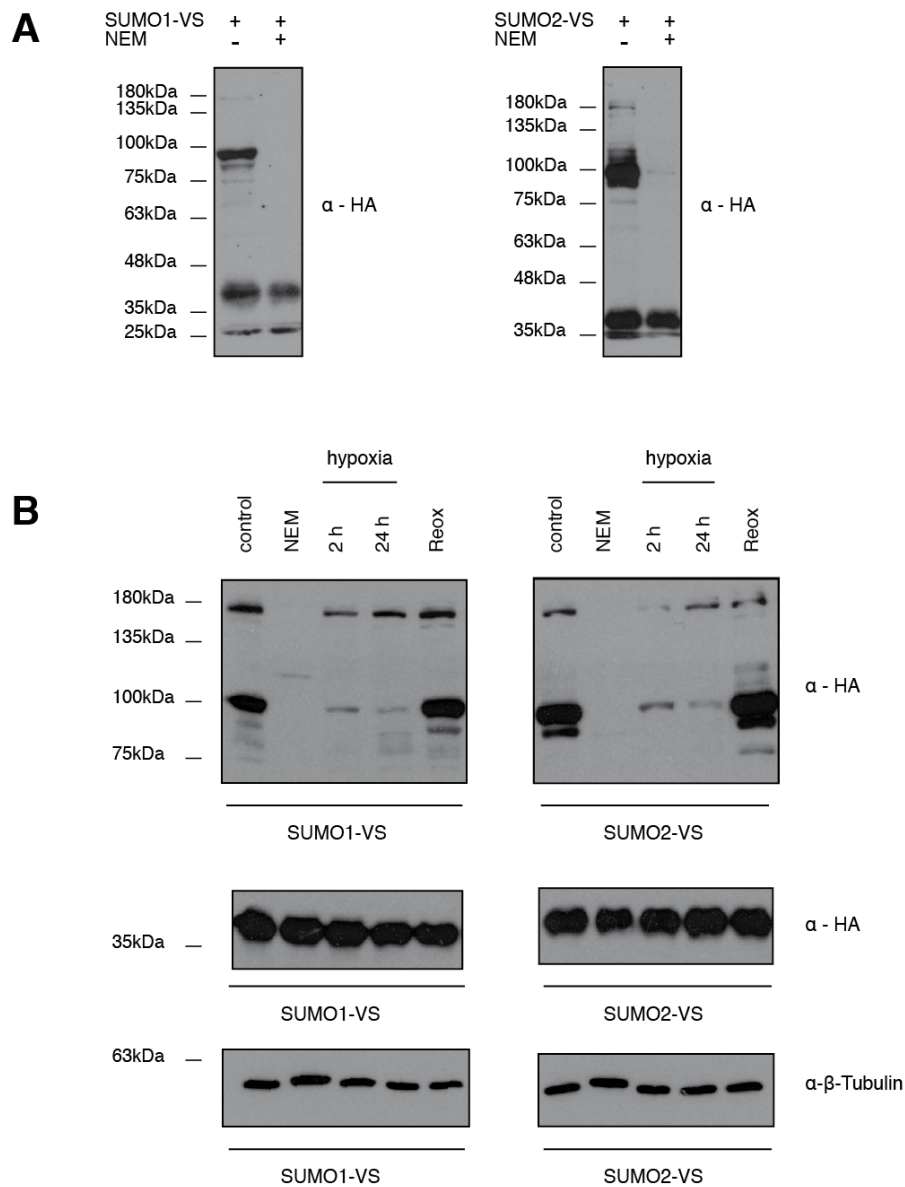 A
SUMO1-VS + +
NEM - +
180kDa
135kDa
100kDa
75kDa
63kDa
48kDa
35kDa
25kDa
α - HA
SUMO2-VS + +
NEM - +
180kDa
135kDa
100kDa
75kDa
63kDa
48kDa
35kDa
α - HA
B
hypoxia
control NEM 2 h 24 h Reox
180kDa
135kDa
100kDa
75kDa
SUMO1-VS
hypoxia
control NEM 2 h 24 h Reox
α - HA
SUMO2-VS
35kDa
α - HA
SUMO1-VS SUMO2-VS
63kDa
α-β-Tubulin
SUMO1-VS SUMO2-VS